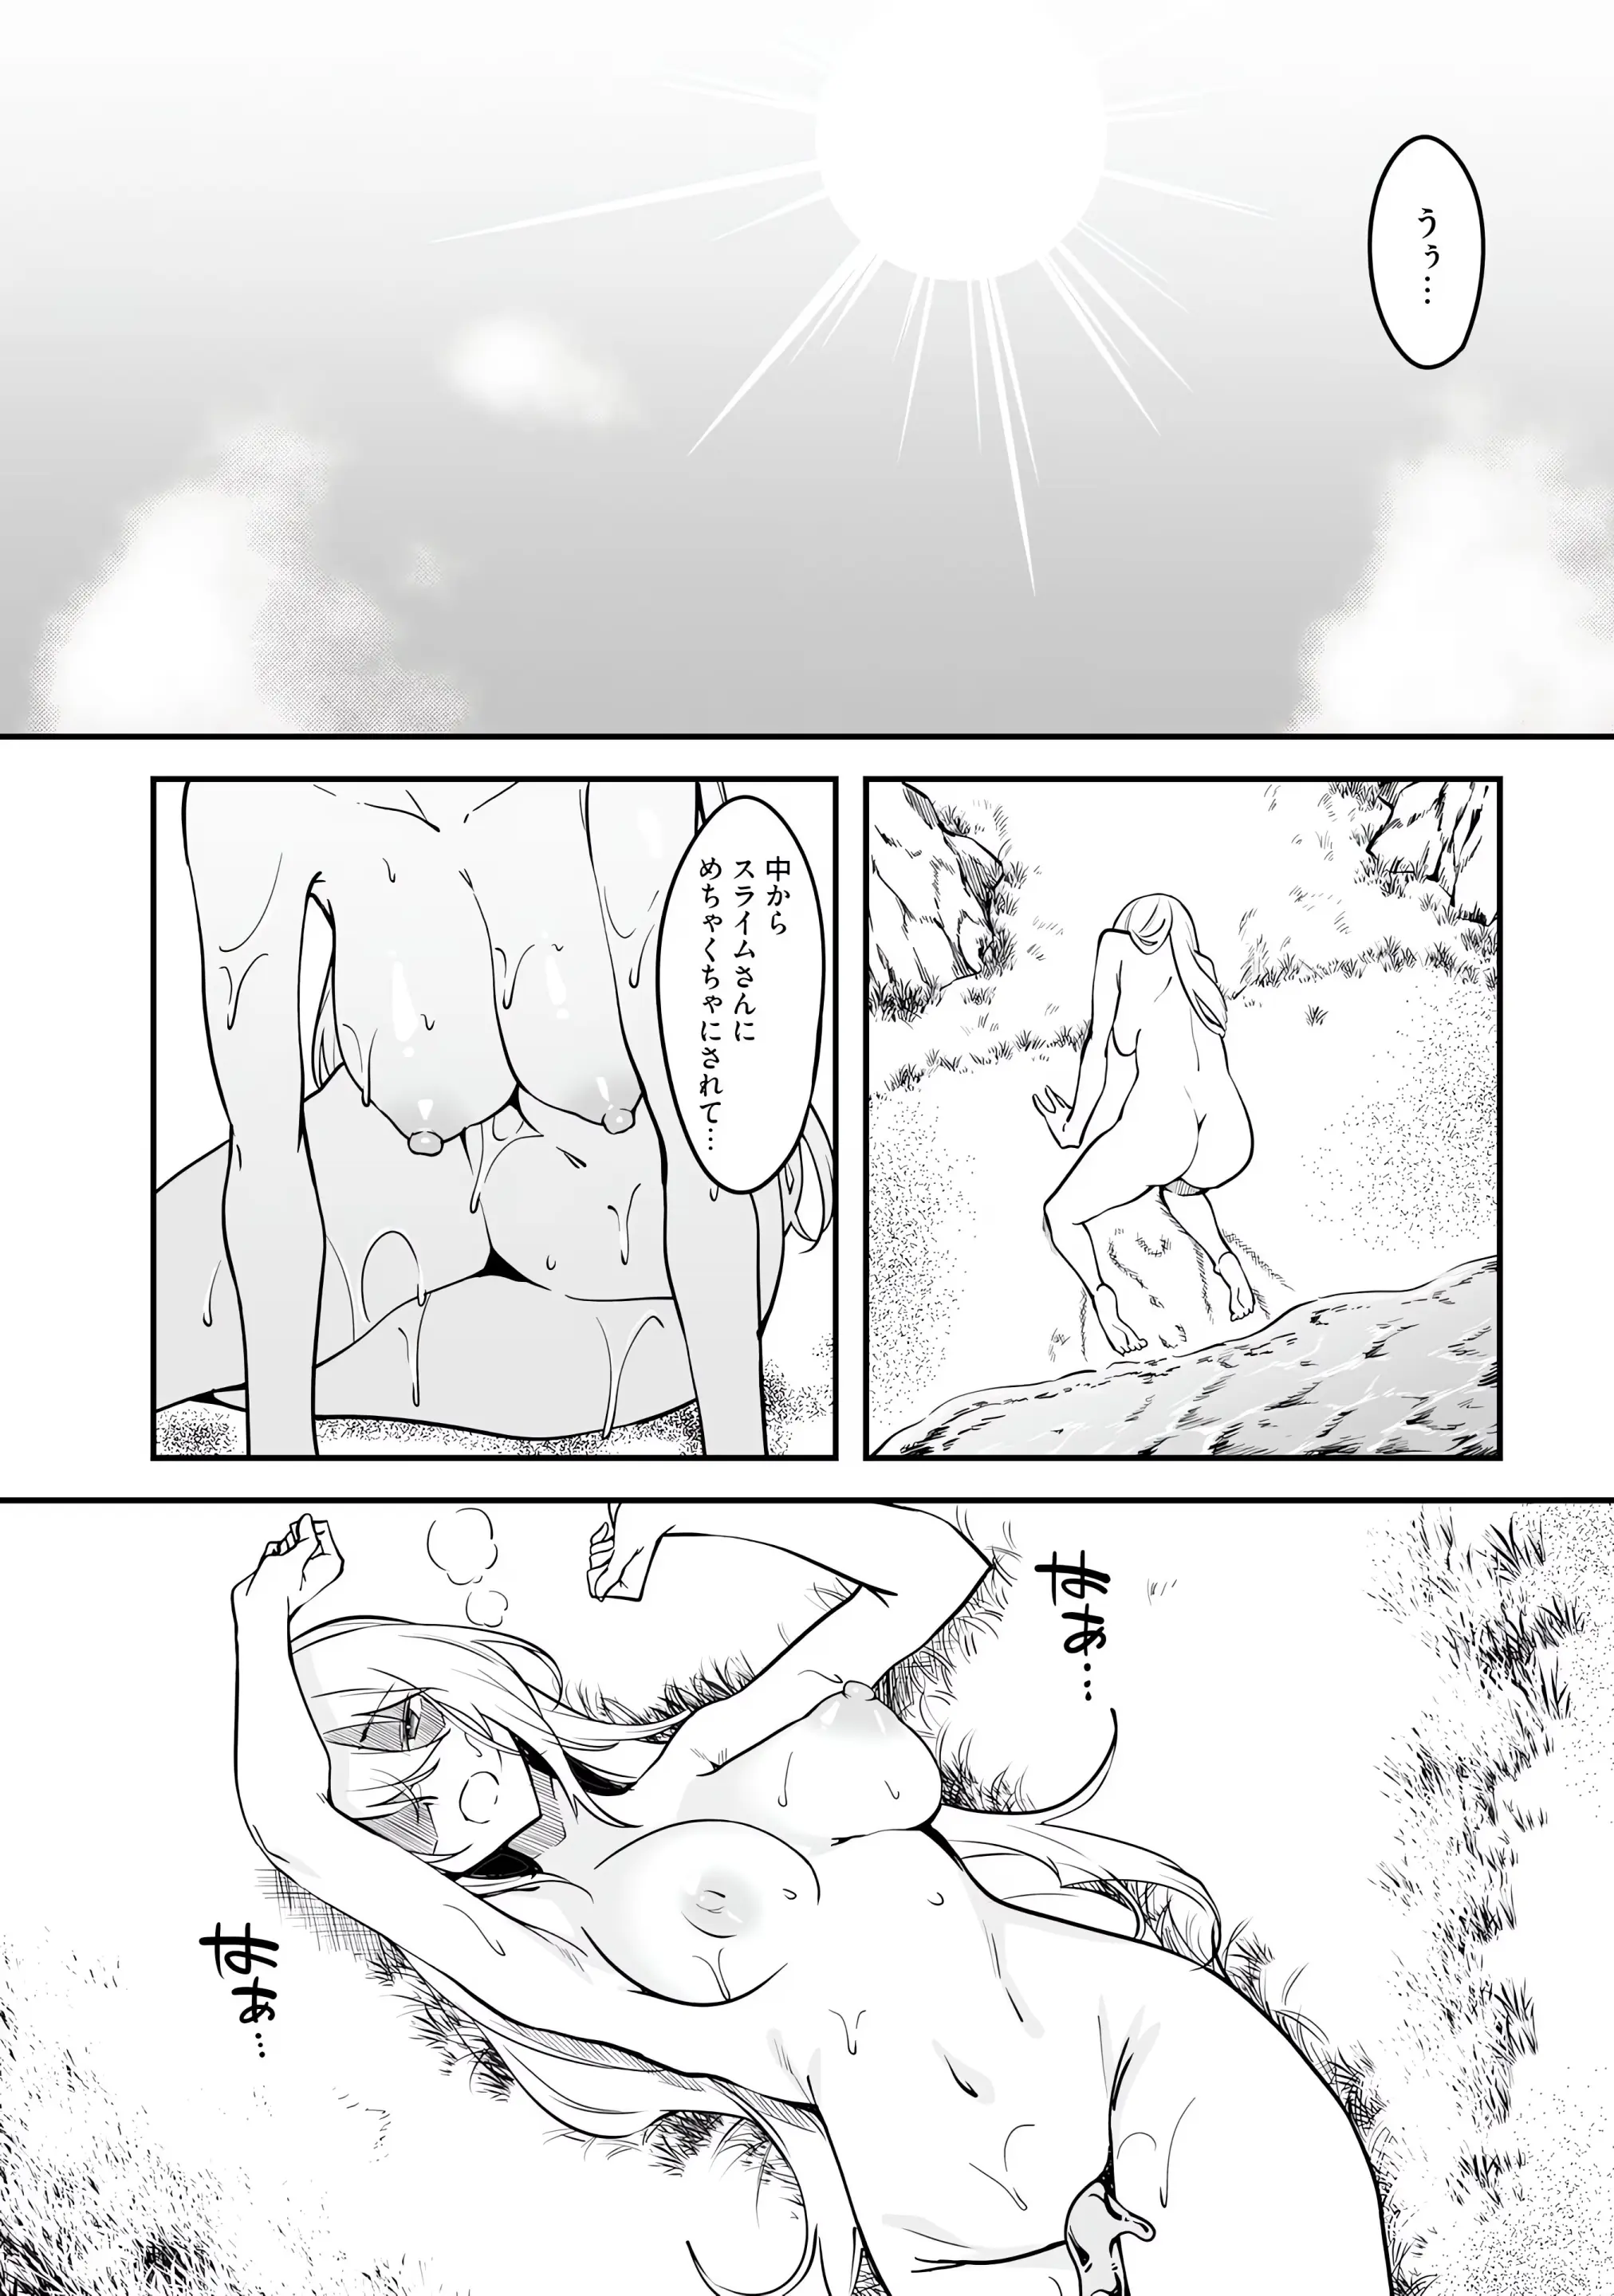 うぅ…
中から
スライムさんに
めちゃくちゃにされて…
はぁ…
はぁ…